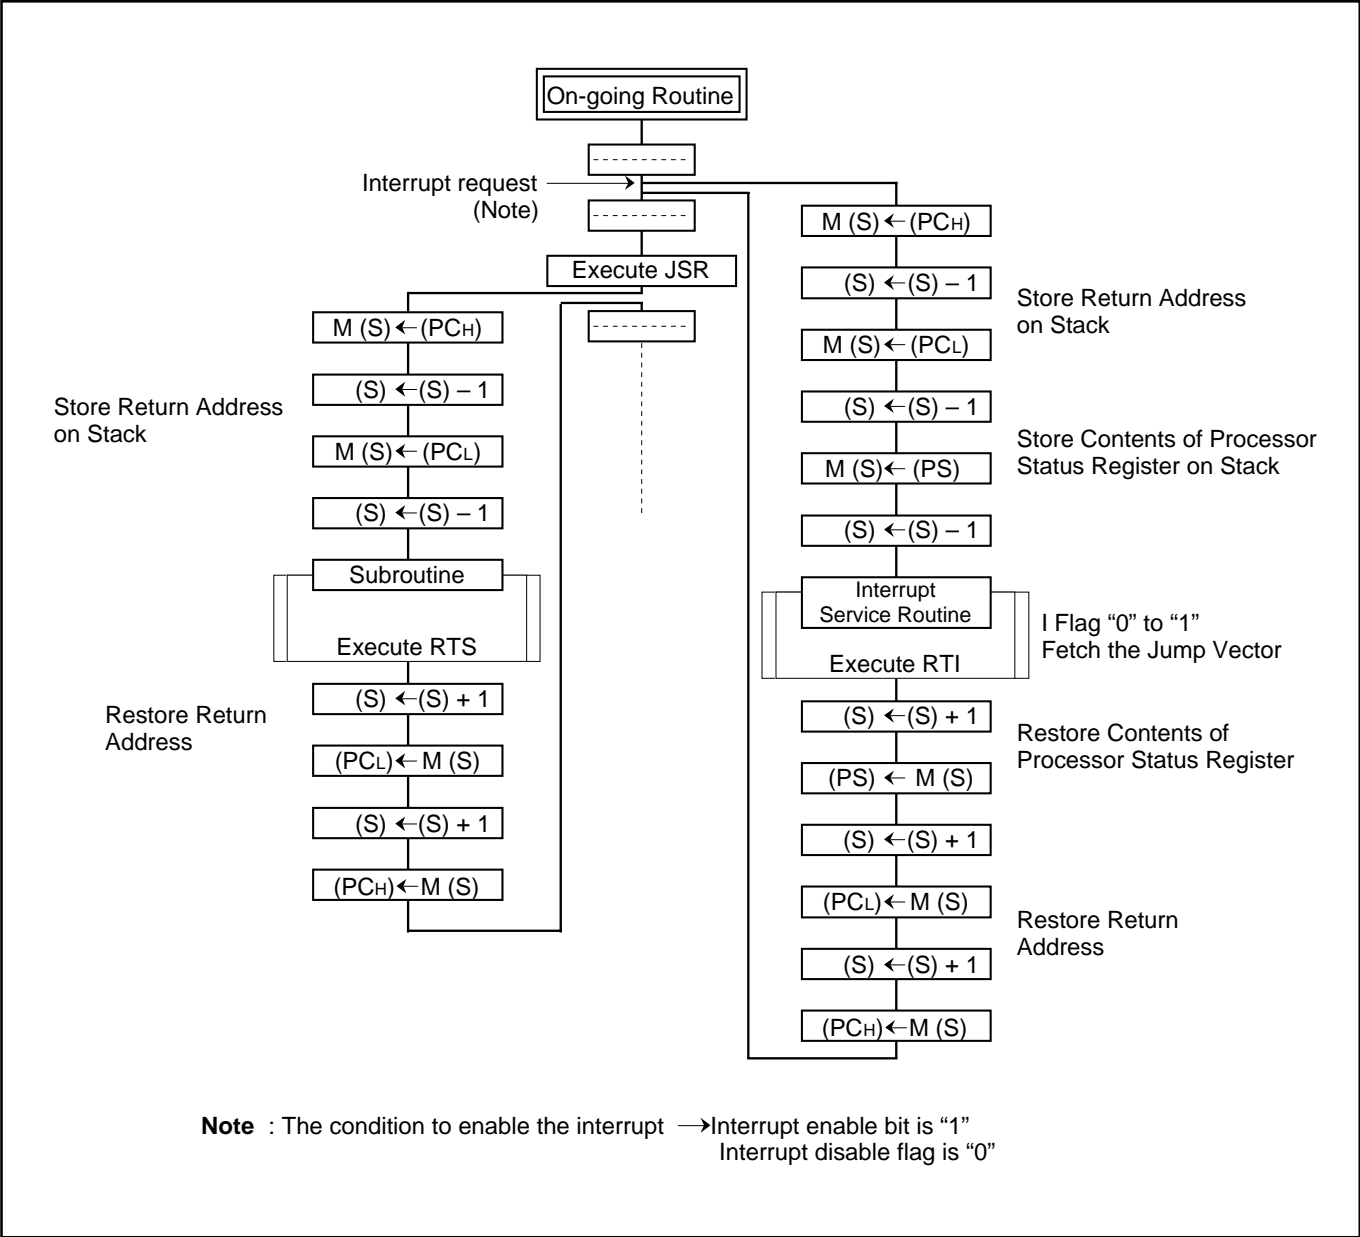 On-going Routine
Interrupt request
(Note)
Execute JSR
M (S) ← (PCH)
(S) ← (S) – 1
M (S) ← (PCL)
(S) ← (S) – 1
Store Return Address
on Stack
Subroutine
Execute RTS
(S) ← (S) + 1
(PCL) ← M (S)
(S) ← (S) + 1
(PCH) ← M (S)
Restore Return
Address
M (S) ← (PCH)
(S) ← (S) – 1
M (S) ← (PCL)
(S) ← (S) – 1
M (S) ← (PS)
(S) ← (S) – 1
Store Return Address
on Stack
Store Contents of Processor
Status Register on Stack
Interrupt
Service Routine
Execute RTI
I Flag “0” to “1”
Fetch the Jump Vector
(S) ← (S) + 1
(PS) ← M (S)
(S) ← (S) + 1
(PCL) ← M (S)
(S) ← (S) + 1
(PCH) ← M (S)
Restore Contents of
Processor Status Register
Restore Return
Address
Note : The condition to enable the interrupt → Interrupt enable bit is “1”
Interrupt disable flag is “0”